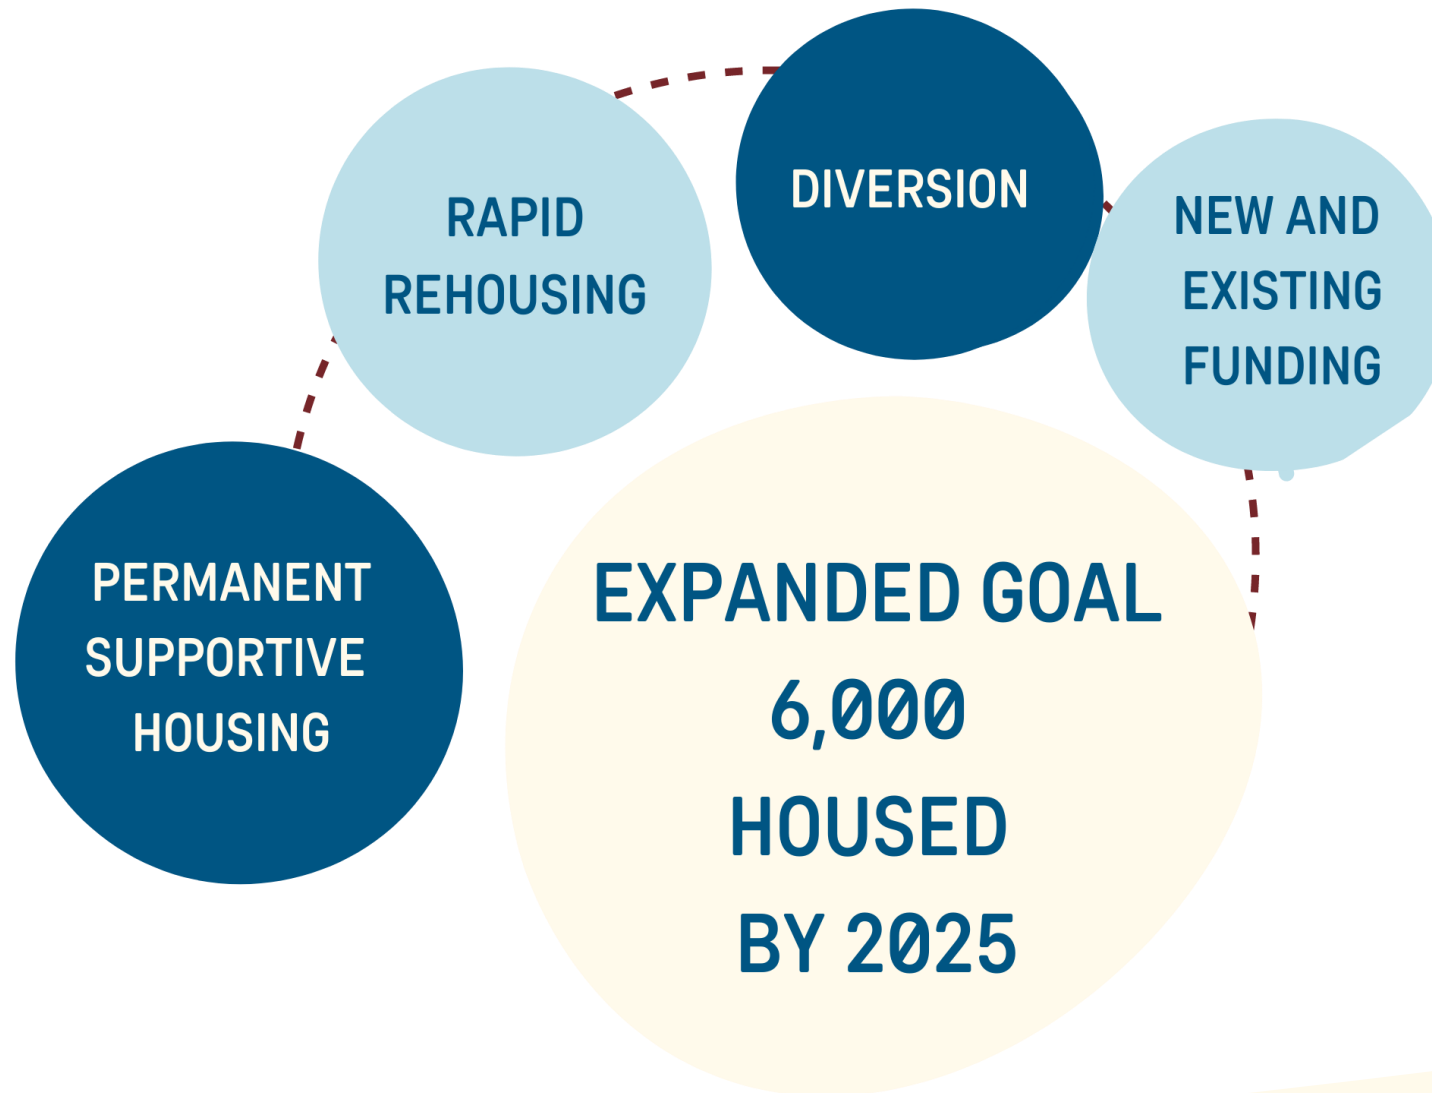 DIVERSION
RAPID
REHOUSING
NEW AND
EXISTING
FUNDING
PERMANENT
SUPPORTIVE
HOUSING
EXPANDED GOAL
6,000
HOUSED
BY 2025